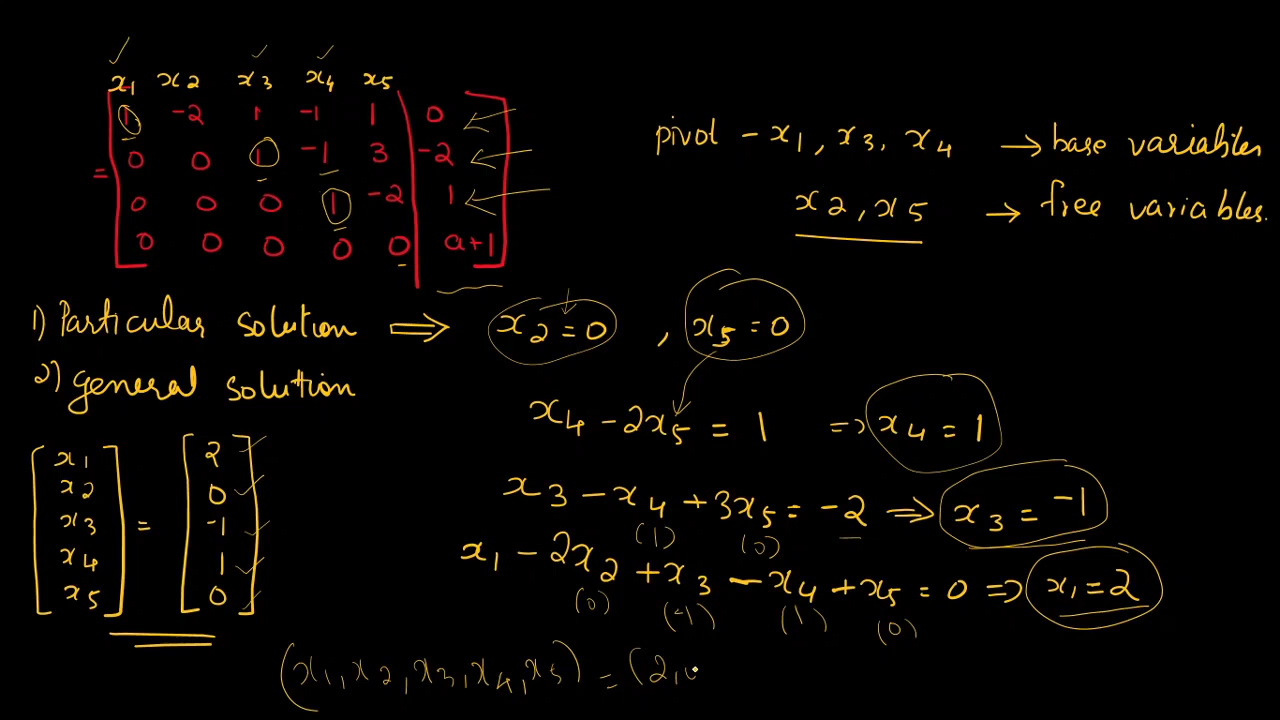 x1 x2 x3 x4 x5
1 -2 1 -1 1 0
= 0 0 1 -1 3 -2
0 0 0 1 -2 1
0 0 0 0 0 a+1
pivot - x1, x3, x4 → base variables
x2, x5 → free variables.
1) Particular solution ⇒ x2 = 0 , x5 = 0
2) general solution
x4 - 2x5 = 1 ⇒ x4 = 1
x3 - x4 + 3x5 = -2 ⇒ x3 = -1
(1) (0)
x1 - 2x2 + x3 - x4 + x5 = 0 ⇒ x1 = 2
(0) (-1) (1) (0)
x1 2
x2 0
x3 = -1
x4 1
x5 0
(x1, x2, x3, x4, x5) = (2,